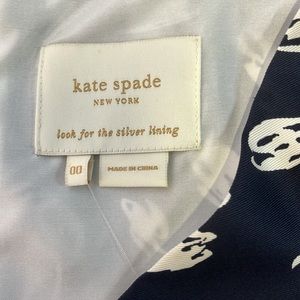 kate spade
NEW YORK
look for the silver lining
00
MADE IN CHINA